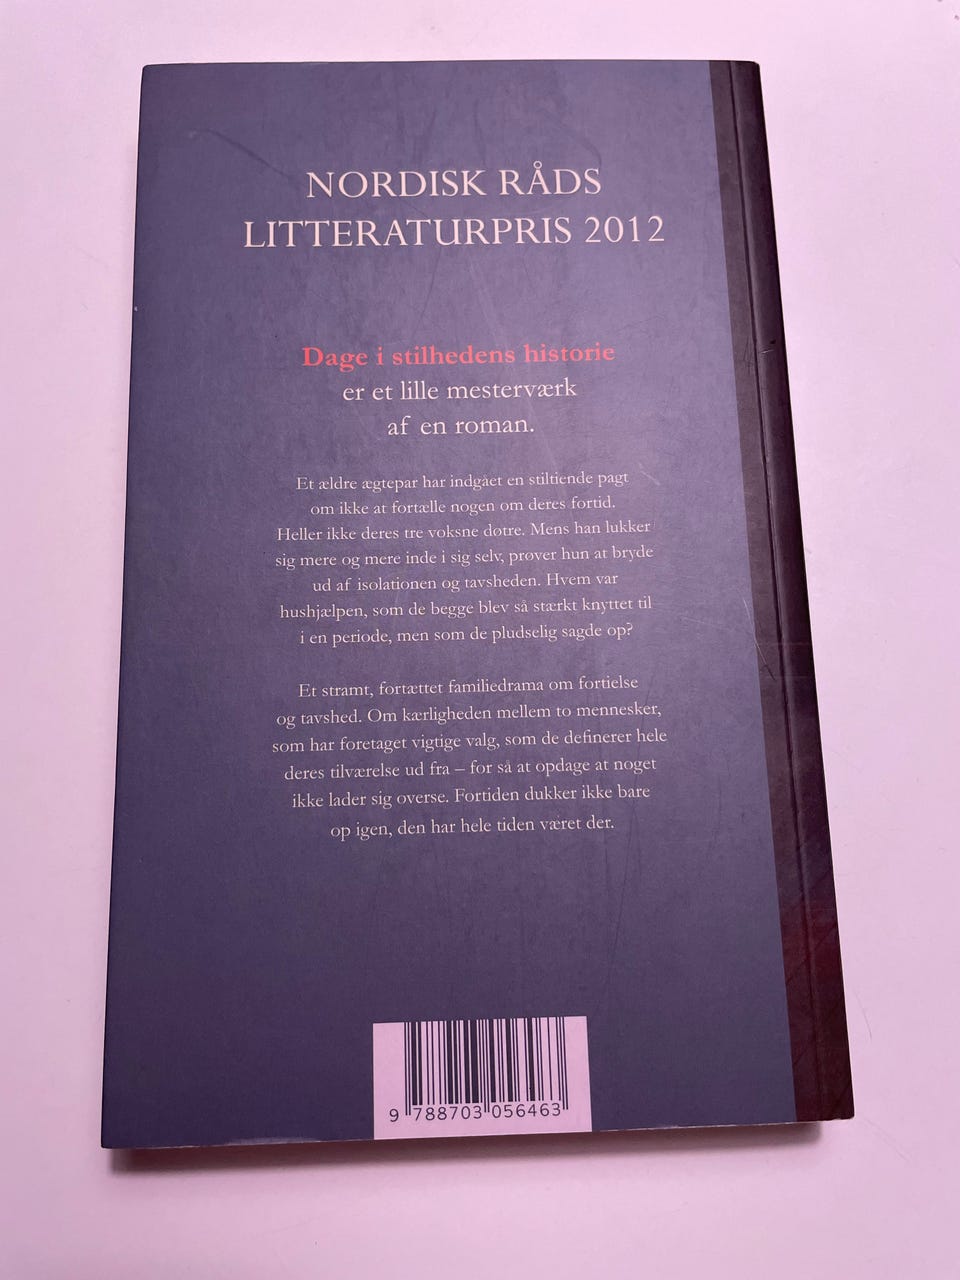 NORDISK RÅDS
LITTERATURPRIS 2012
Dage i stilhedens historie
er et lille mesterværk
af en roman.
Et ældre ægtepar har indgået en stiltiende pagt
om ikke at fortælle nogen om deres fortid.
Heller ikke deres tre voksne døtre. Mens han lukker
sig mere og mere inde i sig selv, prøver hun at bryde
ud af isolationen og tavsheden. Hvem var
hushjælpen, som de begge blev så stærkt knyttet til
i en periode, men som de pludselig sagde op?
Et stramt, fortættet familiedrama om fortielse
og tavshed. Om kærligheden mellem to mennesker,
som har foretaget vigtige valg, som de definerer hele
deres tilværelse ud fra – for så at opdage at noget
ikke lader sig overse. Fortiden dukker ikke bare
op igen, den har hele tiden været der.
9 788703 056463